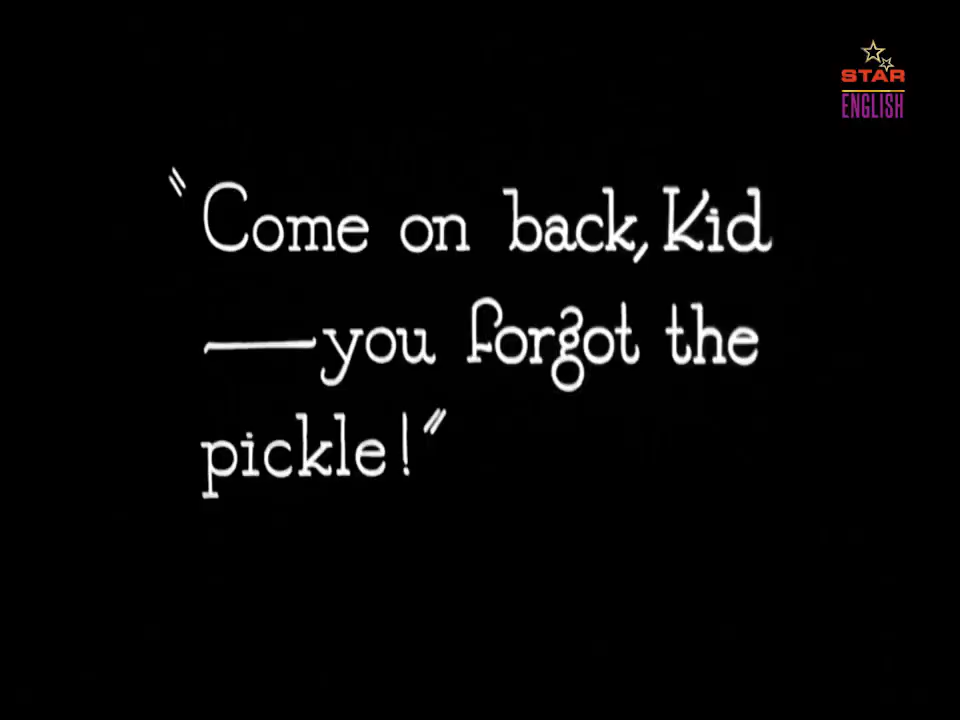 STAR
ENGLISH
"Come on back, Kid
—you forgot the
pickle!"